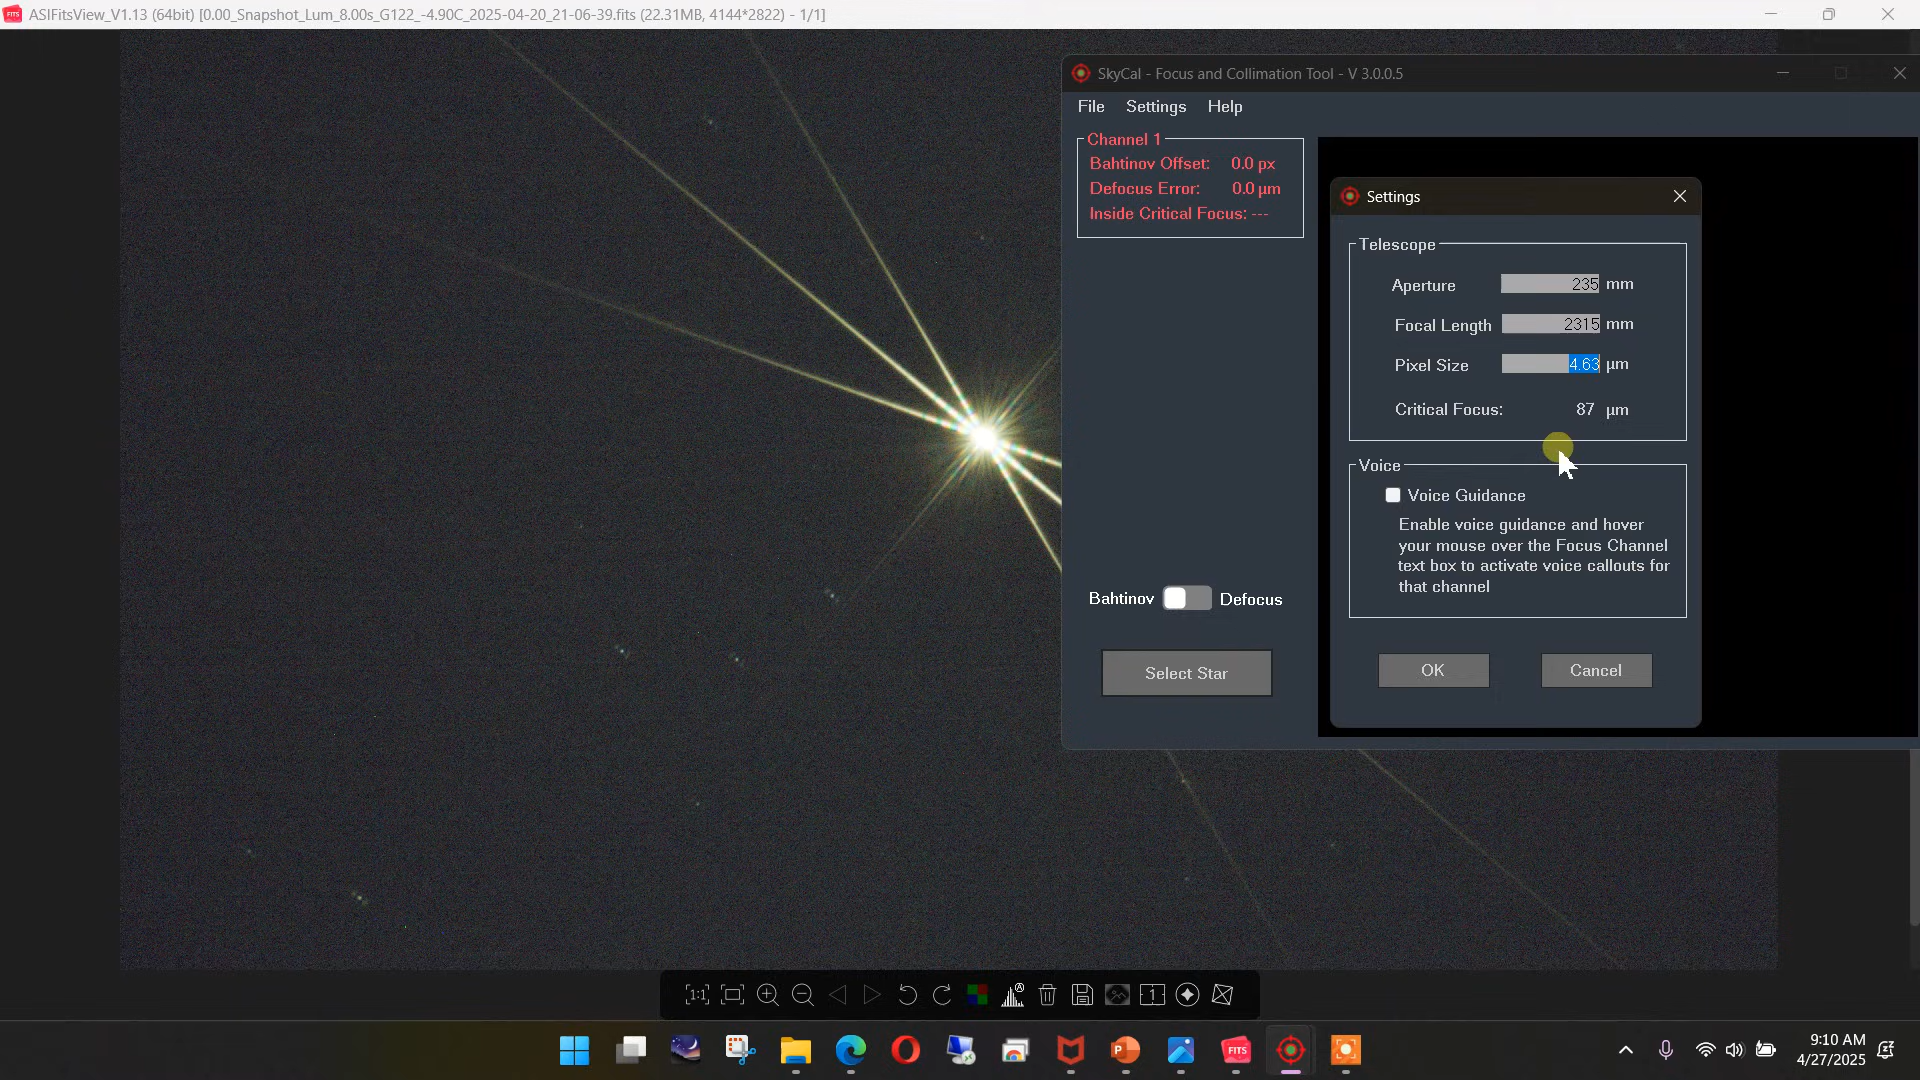 ASIFitsView_V1.13 (64bit) [0.00_Snapshot_Lum_8.00s_G122_-4.90C_2025-04-20_21-06-39.fits (22.31MB, 4144*2822) - 1/1]
SkyCal - Focus and Collimation Tool - V 3.0.0.5
File Settings Help
Channel 1
Bahtinov Offset: 0.0 px
Defocus Error: 0.0 µm
Inside Critical Focus: ---
Bahtinov Defocus
Select Star
Settings
Telescope
Aperture 235 mm
Focal Length 2315 mm
Pixel Size 4.63 µm
Critical Focus: 87 µm
Voice
Voice Guidance
Enable voice guidance and hover
your mouse over the Focus Channel
text box to activate voice callouts for
that channel
OK Cancel
1:1
A
1
FITS
FITS
9:10 AM
4/27/2025